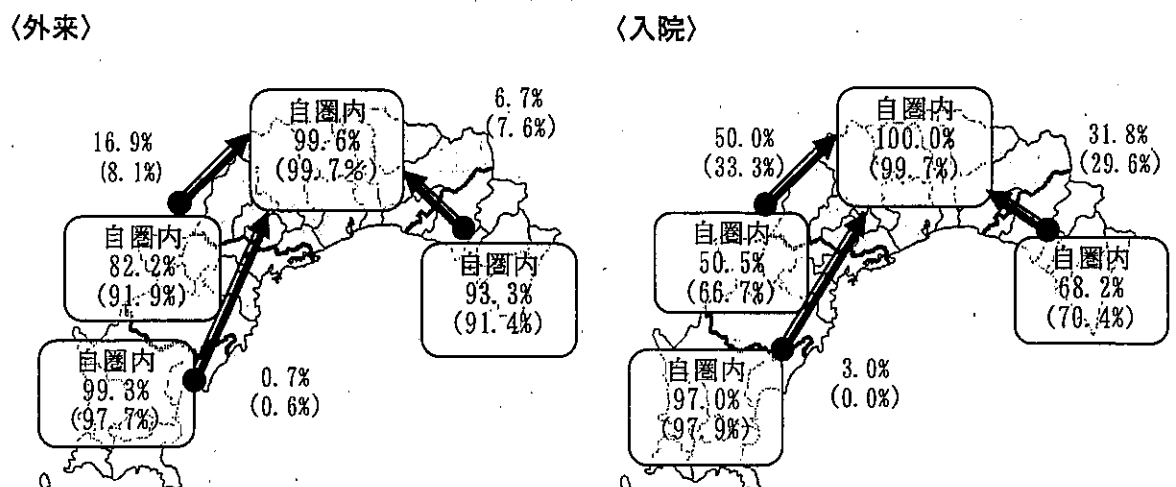 〈外来〉
自圏内
99.6%
(99.7%)
6.7%
(7.6%)
16.9%
(8.1%)
自圏内
82.2%
(91.9%)
自圏内
93.3%
(91.4%)
自圏内
99.3%
(97.7%)
0.7%
(0.6%)
〈入院〉
自圏内
100.0%
(99.7%)
50.0%
(33.3%)
31.8%
(29.6%)
自圏内
50.5%
(66.7%)
自圏内
68.2%
(70.4%)
自圏内
97.0%
(97.9%)
3.0%
(0.0%)